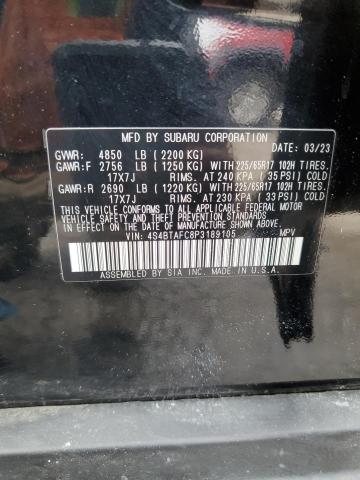 MFD BY SUBARU CORPORATION DATE: 03/23
GVWR: 4850 LB (2200 KG)
GAWR:F 2756 LB (1250 KG) WITH 225/65R17 102H TIRES,
17X7J RIMS, AT 240 KPA (35 PSI) COLD
GAWR:R 2690 LB (1220 KG) WITH 225/65R17 102H TIRES,
17X7J RIMS, AT 230 KPA (33 PSI) COLD
THIS VEHICLE CONFORMS TO ALL APPLICABLE FEDERAL MOTOR
VEHICLE SAFETY AND THEFT PREVENTION STANDARDS
IN EFFECT ON THE DATE OF MANUFACTURE SHOWN ABOVE.
VIN: 4S4BTAFC8P3189105 MPV
ASSEMBLED BY SIA INC. MADE IN U.S.A.